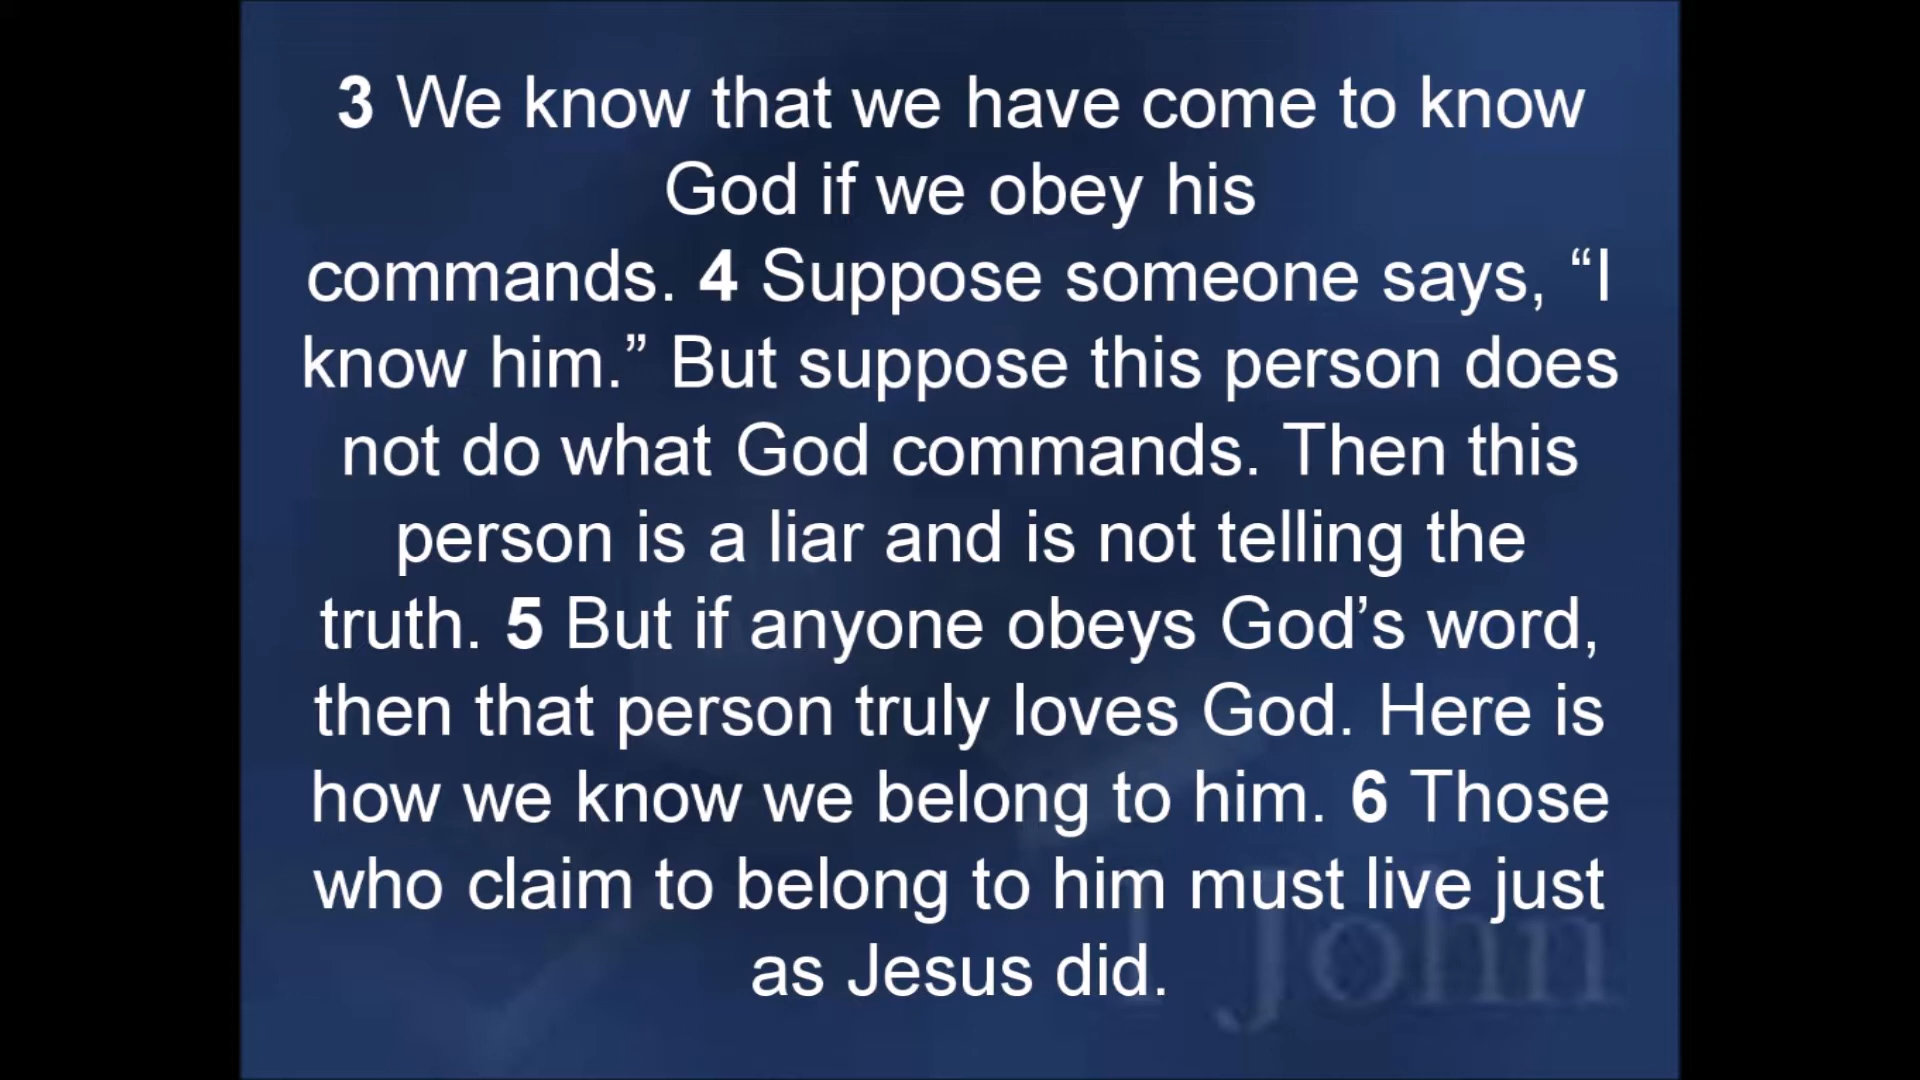 3 We know that we have come to know
God if we obey his
commands. 4 Suppose someone says, “I
know him.” But suppose this person does
not do what God commands. Then this
person is a liar and is not telling the
truth. 5 But if anyone obeys God’s word,
then that person truly loves God. Here is
how we know we belong to him. 6 Those
who claim to belong to him must live just
as Jesus did.
I John